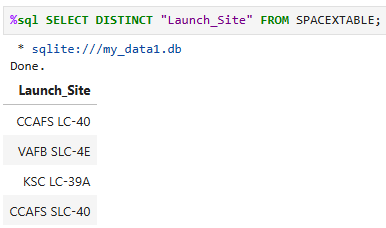 %sql SELECT DISTINCT "Launch_Site" FROM SPACEXTABLE;
* sqlite:///my_data1.db
Done.
Launch_Site
CCAFS LC-40
VAFB SLC-4E
KSC LC-39A
CCAFS SLC-40